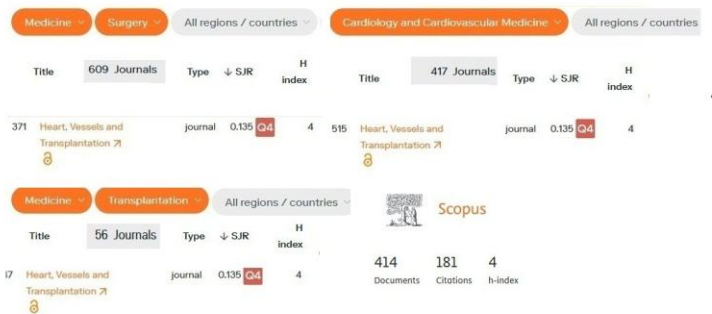 Medicine Surgery All regions / countries
Title 609 Journals Type ↓ SJR H index
371 Heart, Vessels and Transplantation journal 0.135 Q4 4
Cardiology and Cardiovascular Medicine All regions / countries
Title 417 Journals Type ↓ SJR H index
515 Heart, Vessels and Transplantation journal 0.135 Q4 4
Medicine Transplantation All regions / countries
Title 56 Journals Type ↓ SJR H index
Heart, Vessels and Transplantation journal 0.135 Q4 4
Scopus
414 181 4
Documents Citations h-index